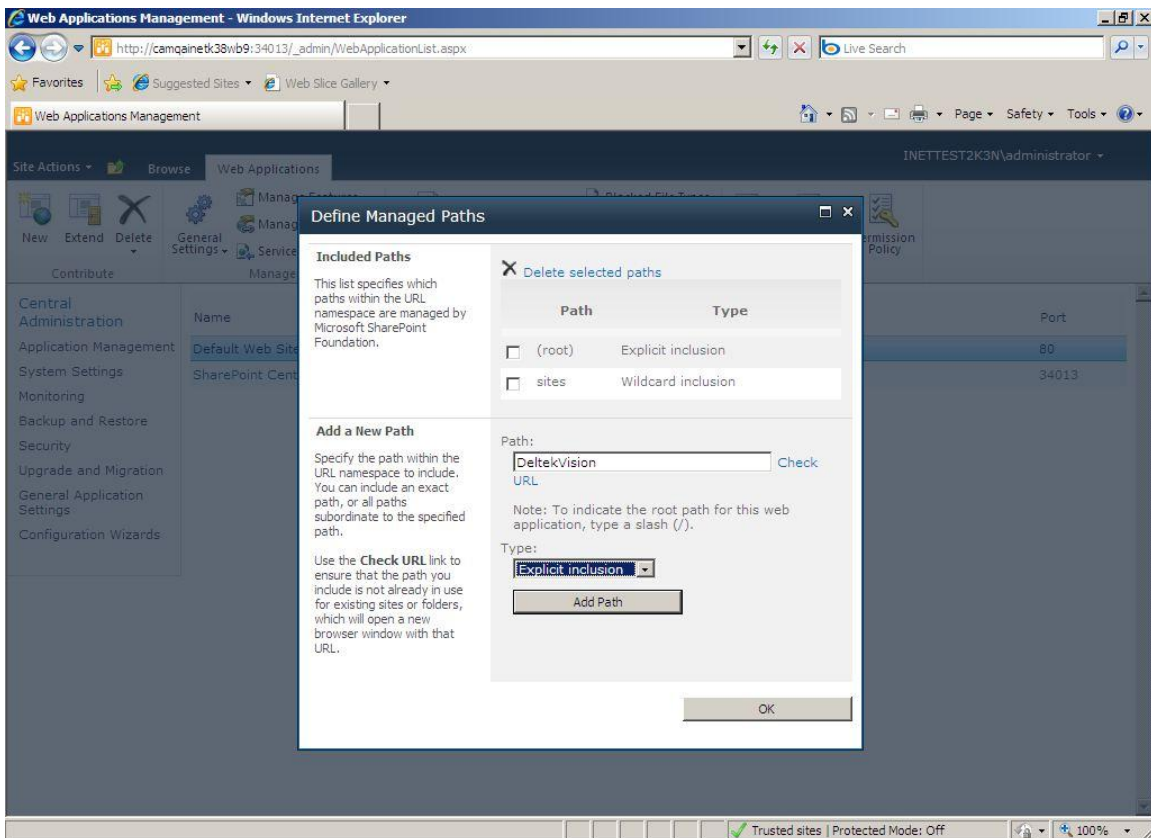 Web Applications Management - Windows Internet Explorer
http://camqainetk38wb9:34013/_admin/WebApplicationList.aspx
Live Search
Favorites
Suggested Sites
Web Slice Gallery
Web Applications Management
Page
Safety
Tools
INETTEST2K3N\administrator
Site Actions
Browse
Web Applications
New
Extend
Delete
General
Settings
Service
Policy
Contribute
Manage
Define Managed Paths
Included Paths
This list specifies which
paths within the URL
namespace are managed by
Microsoft SharePoint
Foundation.
Delete selected paths
Path Type
(root) Explicit inclusion
sites Wildcard inclusion
Add a New Path
Specify the path within the
URL namespace to include.
You can include an exact
path, or all paths
subordinate to the specified
path.
Use the Check URL link to
ensure that the path you
include is not already in use
for existing sites or folders,
which will open a new
browser window with that
URL.
Path:
DeltekVision
Check
URL
Note: To indicate the root path for this web
application, type a slash (/).
Type:
Explicit inclusion
Add Path
OK
Central
Administration
Application Management
System Settings
Monitoring
Backup and Restore
Security
Upgrade and Migration
General Application
Settings
Configuration Wizards
Name Port
Default Web Site 80
SharePoint Cent 34013
Trusted sites | Protected Mode: Off
100%